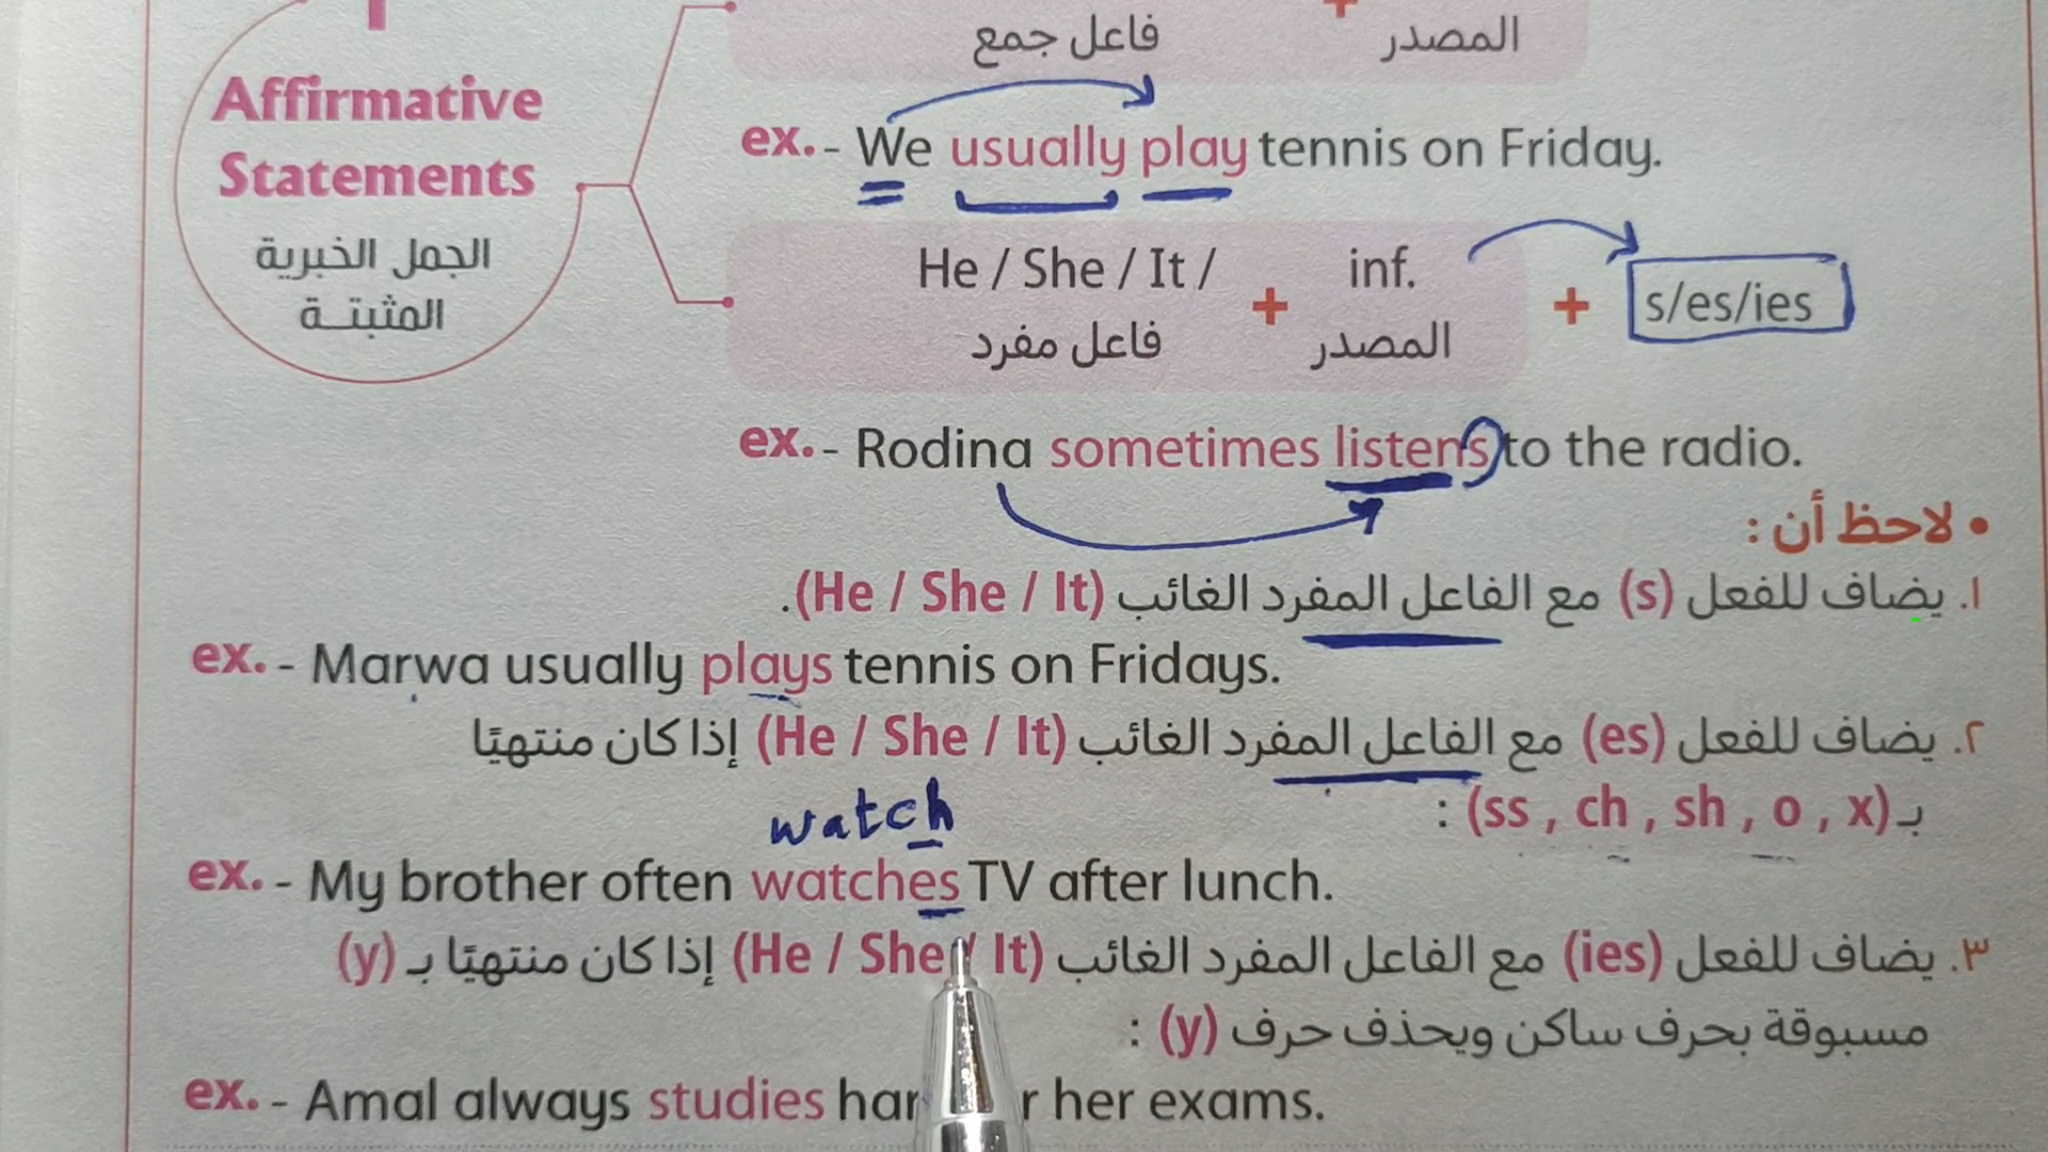 فاعل جمع
المصدر
+
Affirmative
Statements
الجمل الخبرية
المثبتة
ex. - We usually play tennis on Friday.
He / She / It / + inf. + s/es/ies
فاعل مفرد
المصدر
ex. - Rodina sometimes listens to the radio.
• لاحظ أن :
١. يضاف للفعل (s) مع الفاعل المفرد الغائب (He / She / It).
ex. - Marwa usually plays tennis on Fridays.
٢. يضاف للفعل (es) مع الفاعل المفرد الغائب (He / She / It) إذا كان منتهيًا
بـ (ss , ch , sh , o , x) :
watch
ex. - My brother often watches TV after lunch.
٣. يضاف للفعل (ies) مع الفاعل المفرد الغائب (He / She / It) إذا كان منتهيًا بـ (y)
مسبوقة بحرف ساكن ويحذف حرف (y) :
ex. - Amal always studies her exams.